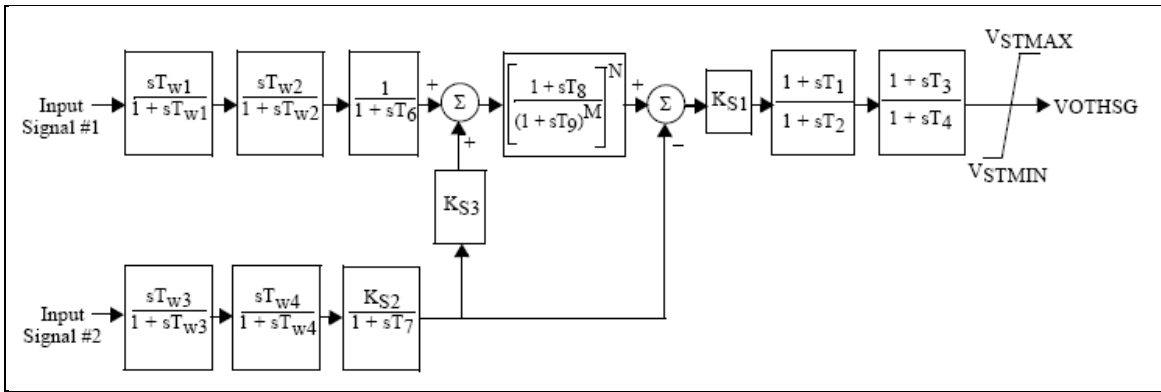 VSTMAX
Input
Signal #1
sTw1
1 + sTw1
sTw2
1 + sTw2
1
1 + sT6
+
Σ
+
[1 + sT8
(1 + sT9)M]N
+
Σ
−
KS1
1 + sT1
1 + sT2
1 + sT3
1 + sT4
VOTHSG
VSTMIN
KS3
Input
Signal #2
sTw3
1 + sTw3
sTw4
1 + sTw4
KS2
1 + sT7